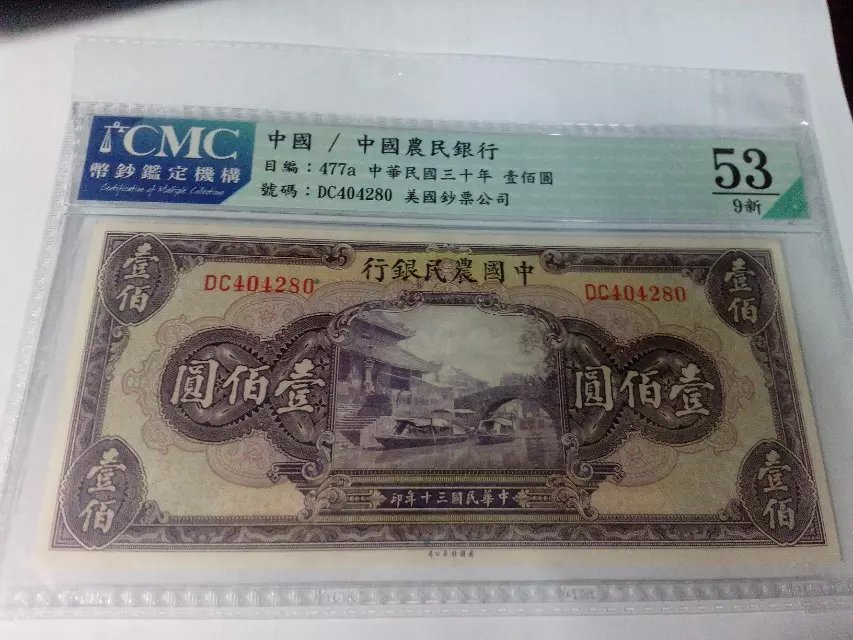 CMC
幣鈔鑑定機構
Certification of Multiple Collections
中國 / 中國農民銀行
目編：477a 中華民國三十年 壹佰圓
號碼：DC404280 美國鈔票公司
53
9新
行銀民農國中
DC404280
DC404280
壹佰
壹佰
圓佰壹
圓佰壹
壹佰
壹佰
印年十三國民華中